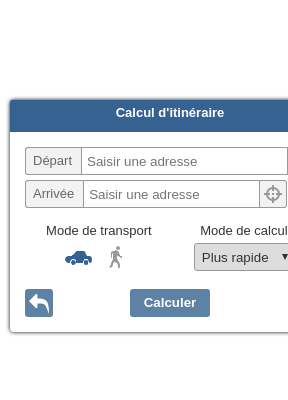 Calcul d'itinéraire
Départ Saisir une adresse
Arrivée Saisir une adresse
Mode de transport Mode de calcul
Plus rapide
Calculer